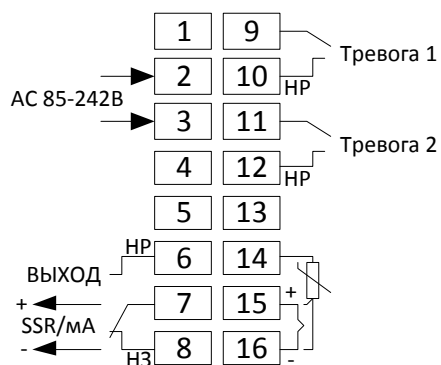 1 9
Тревога 1
2 10
НР
АС 85-242В
3 11
Тревога 2
4 12
НР
5 13
НР
6 14
ВЫХОД
+
7 15
+
SSR/мА
-
НЗ
8 16
-